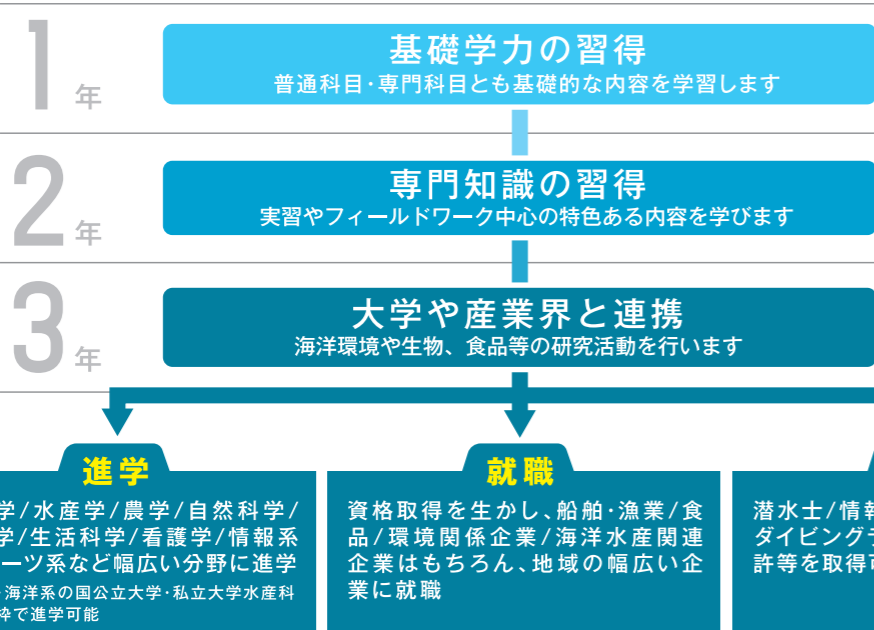 1年
基礎学力の習得
普通科目・専門科目とも基礎的な内容を学習します
2年
専門知識の習得
実習やフィールドワーク中心の特色ある内容を学びます
3年
大学や産業界と連携
海洋環境や生物、食品等の研究活動を行います
進学
学/水産学/農学/自然科学/
学/生活科学/看護学/情報系
ーツ系など幅広い分野に進学
海洋系の国公立大学・私立大学水産科
枠で進学可能
就職
資格取得を生かし、船舶・漁業/食
品/環境関係企業/海洋水産関連
企業はもちろん、地域の幅広い企
業に就職
潜水士/情報
ダイビング
許等を取得可